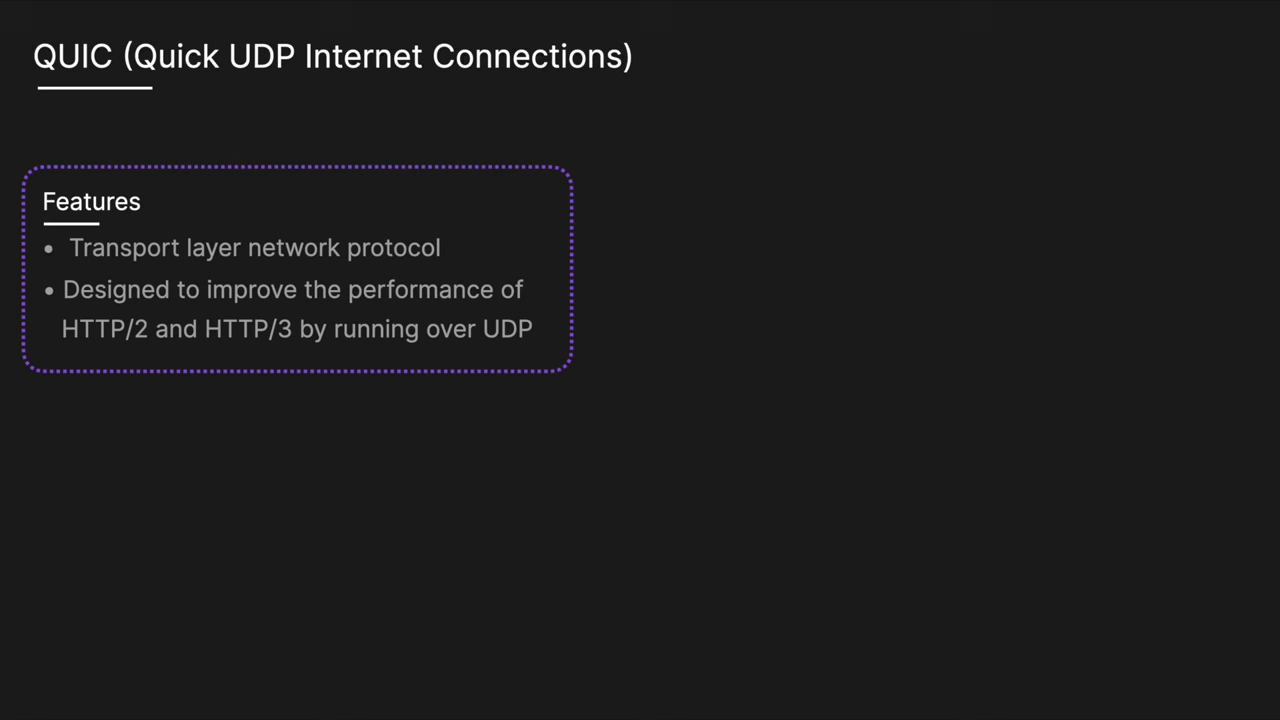 QUIC (Quick UDP Internet Connections)
Features
• Transport layer network protocol
• Designed to improve the performance of
HTTP/2 and HTTP/3 by running over UDP